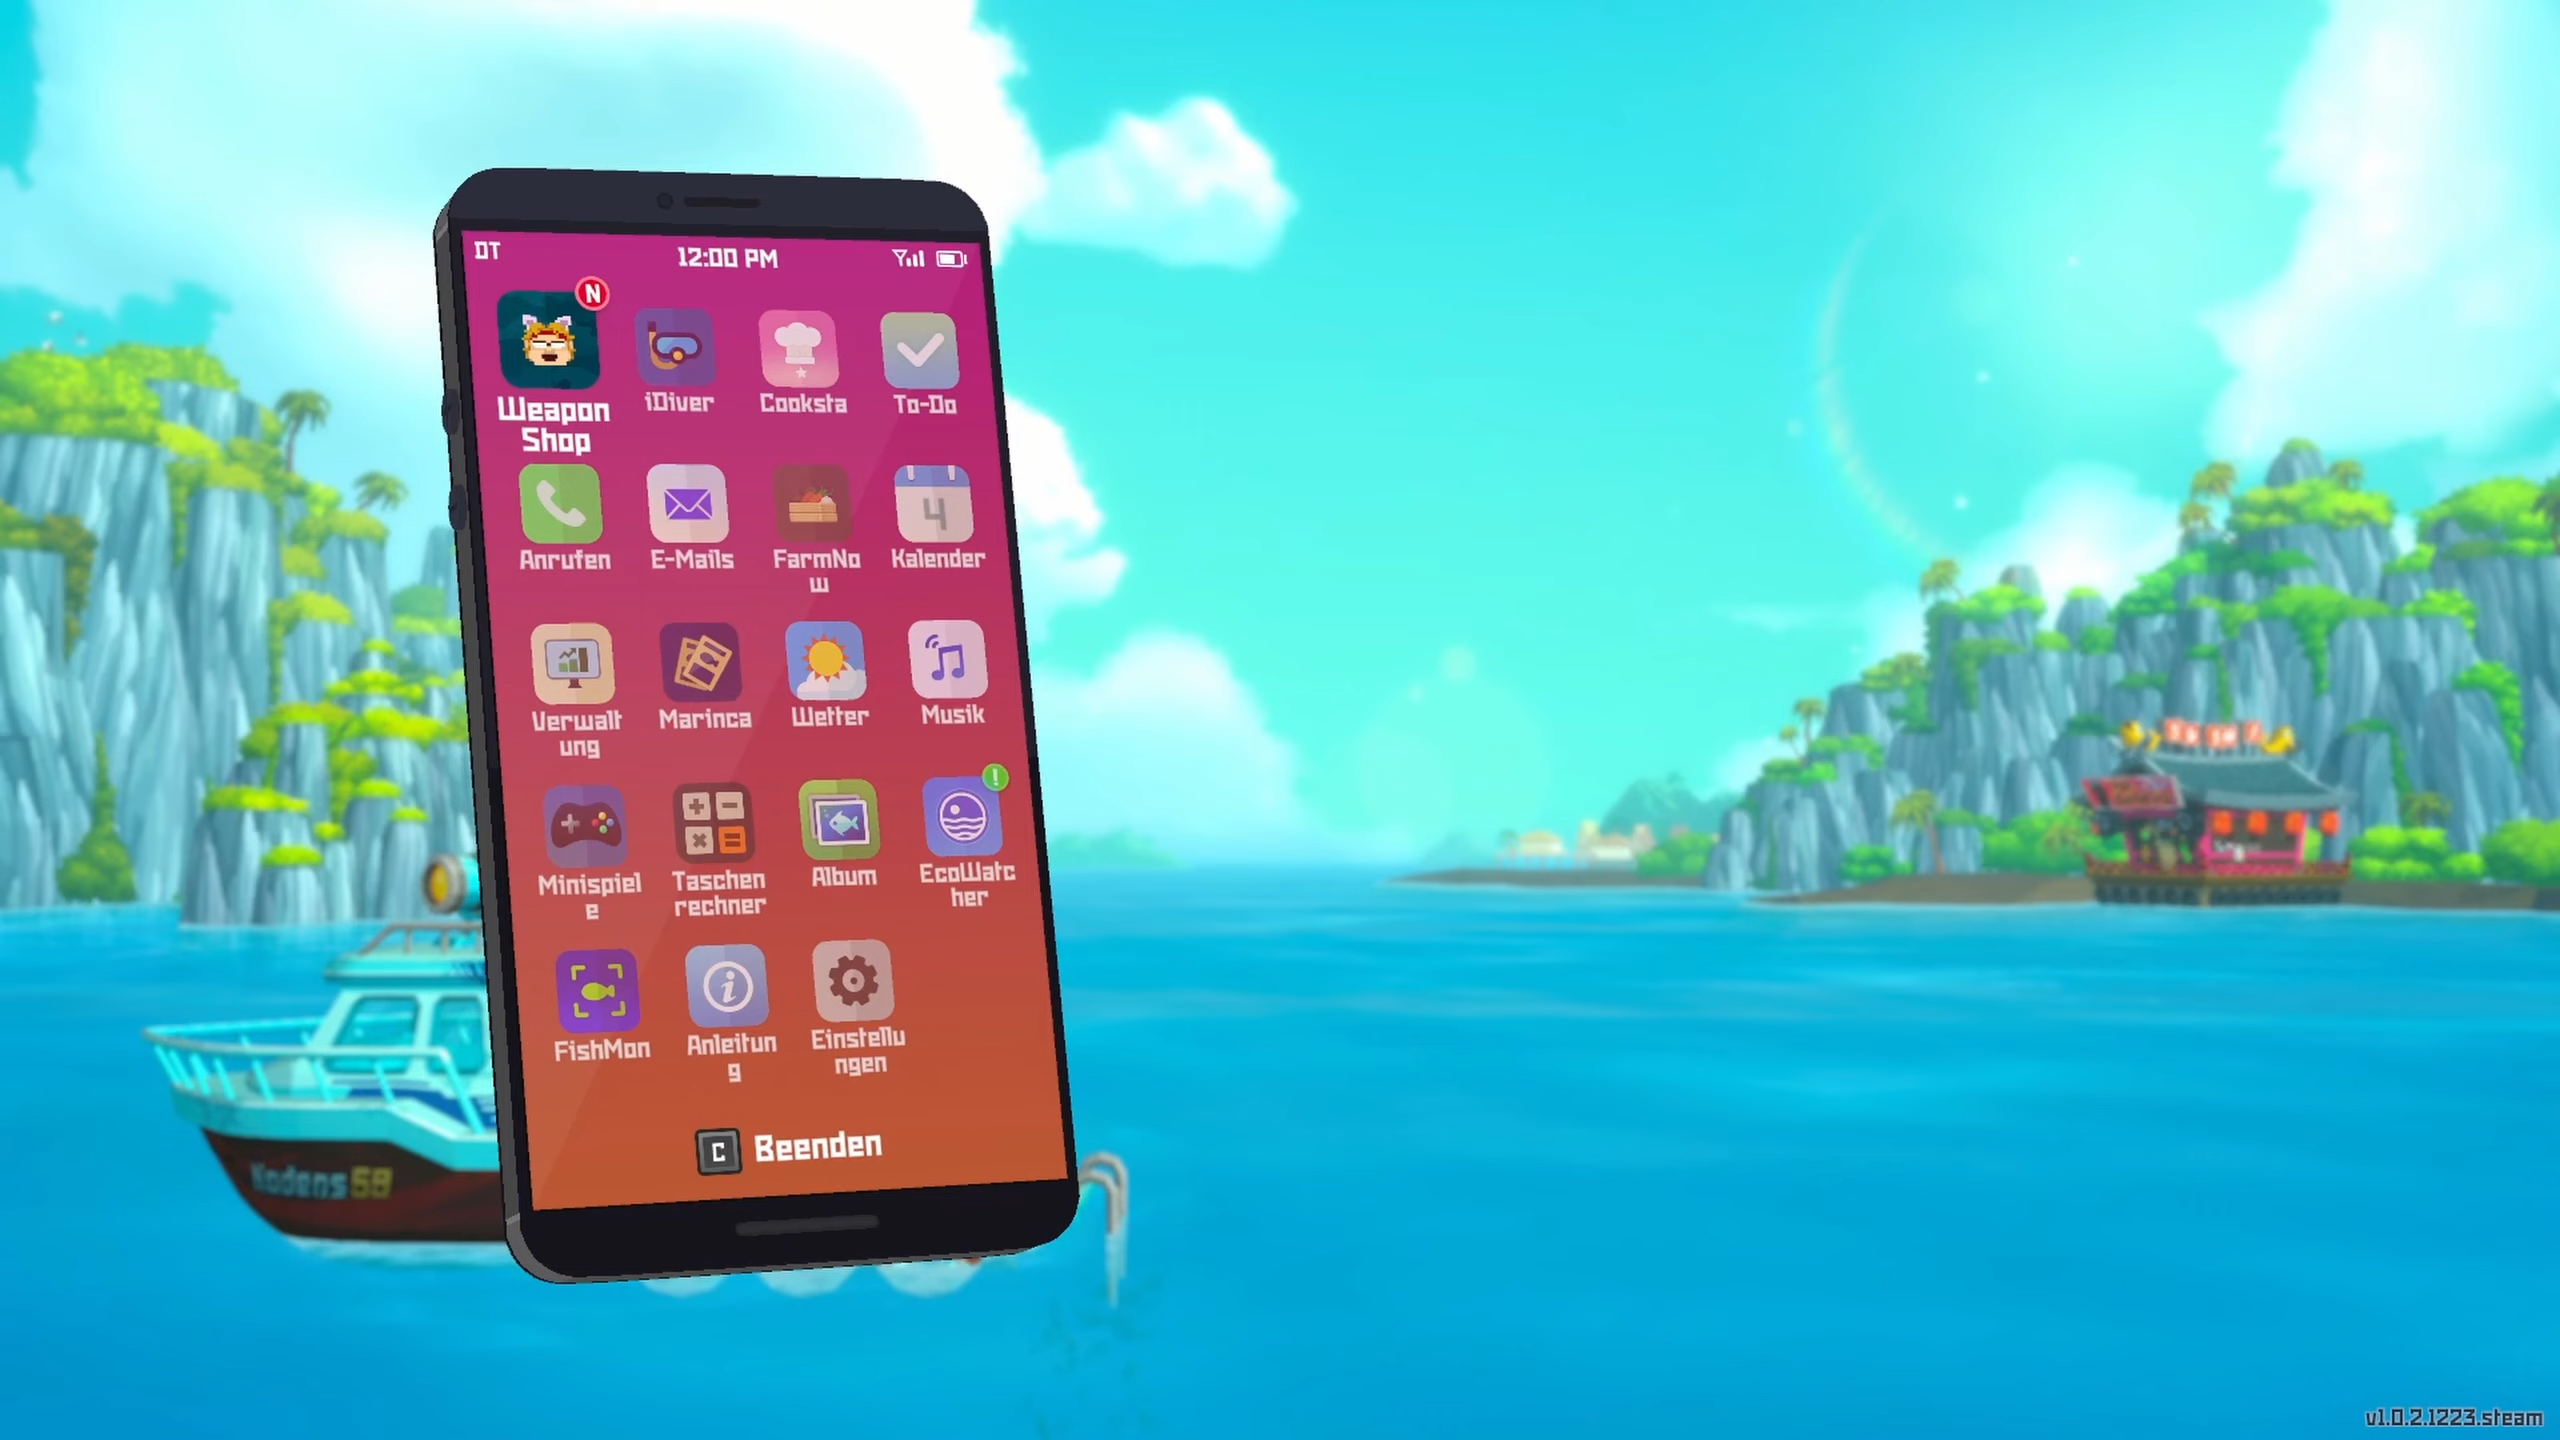 DT
12:00 PM
N
Weapon
Shop
iDiver
Cooksta
To-Do
Anrufen
E-Mails
FarmNo
w
4
Kalender
Verwalt
ung
Marinca
Wetter
Musik
Minispiel
e
Taschen
rechner
Album
!
EcoWatc
her
FishMon
Anleitun
g
Einstellu
ngen
C Beenden
Kodens58
v1.0.2.1223.steam